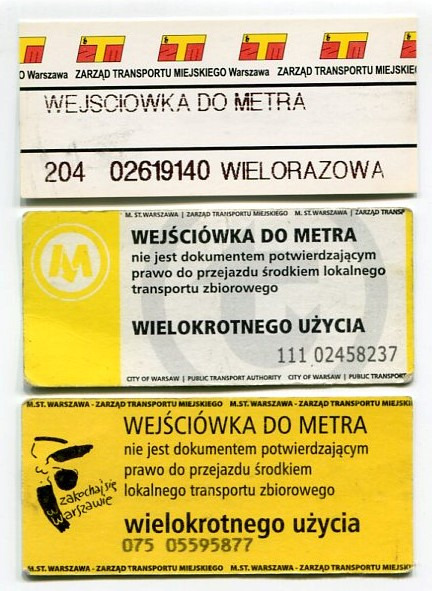 O Warszawa ZARZĄD TRANSPORTU MIEJSKIEGO Warszawa ZARZĄD TRANSPORTU MIEJSKI
WEJSCIOWKA DO METRA
204 02619140 WIELORAZOWA
M. ST. WARSZAWA | ZARZĄD TRANSPORTU MIEJSKIEGO M. ST. WARSZAWA | ZARZĄD TRANSP
M
WEJŚCIÓWKA DO METRA
nie jest dokumentem potwierdzającym
prawo do przejazdu środkiem lokalnego
transportu zbiorowego
WIELOKROTNEGO UŻYCIA
111 02458237
CITY OF WARSAW | PUBLIC TRANSPORT AUTHORITY CITY OF WARSAW | PUBLIC TRANSPORT
M.ST. WARSZAWA - ZARZĄD TRANSPORTU MIEJSKIEGO M.ST. WARSZAWA - ZARZĄD TRANSPORTU MIEJSKI
WEJŚCIÓWKA DO METRA
nie jest dokumentem potwierdzającym
prawo do przejazdu środkiem
lokalnego transportu zbiorowego
zakochaj się
w Warszawie
wielokrotnego użycia
075 05595877
M.ST. WARSZAWA - ZARZĄD TRANSPORTU MIEJSKIEGO M.ST. WARSZAWA - ZARZĄD TRANSPORTU MIEJSKI